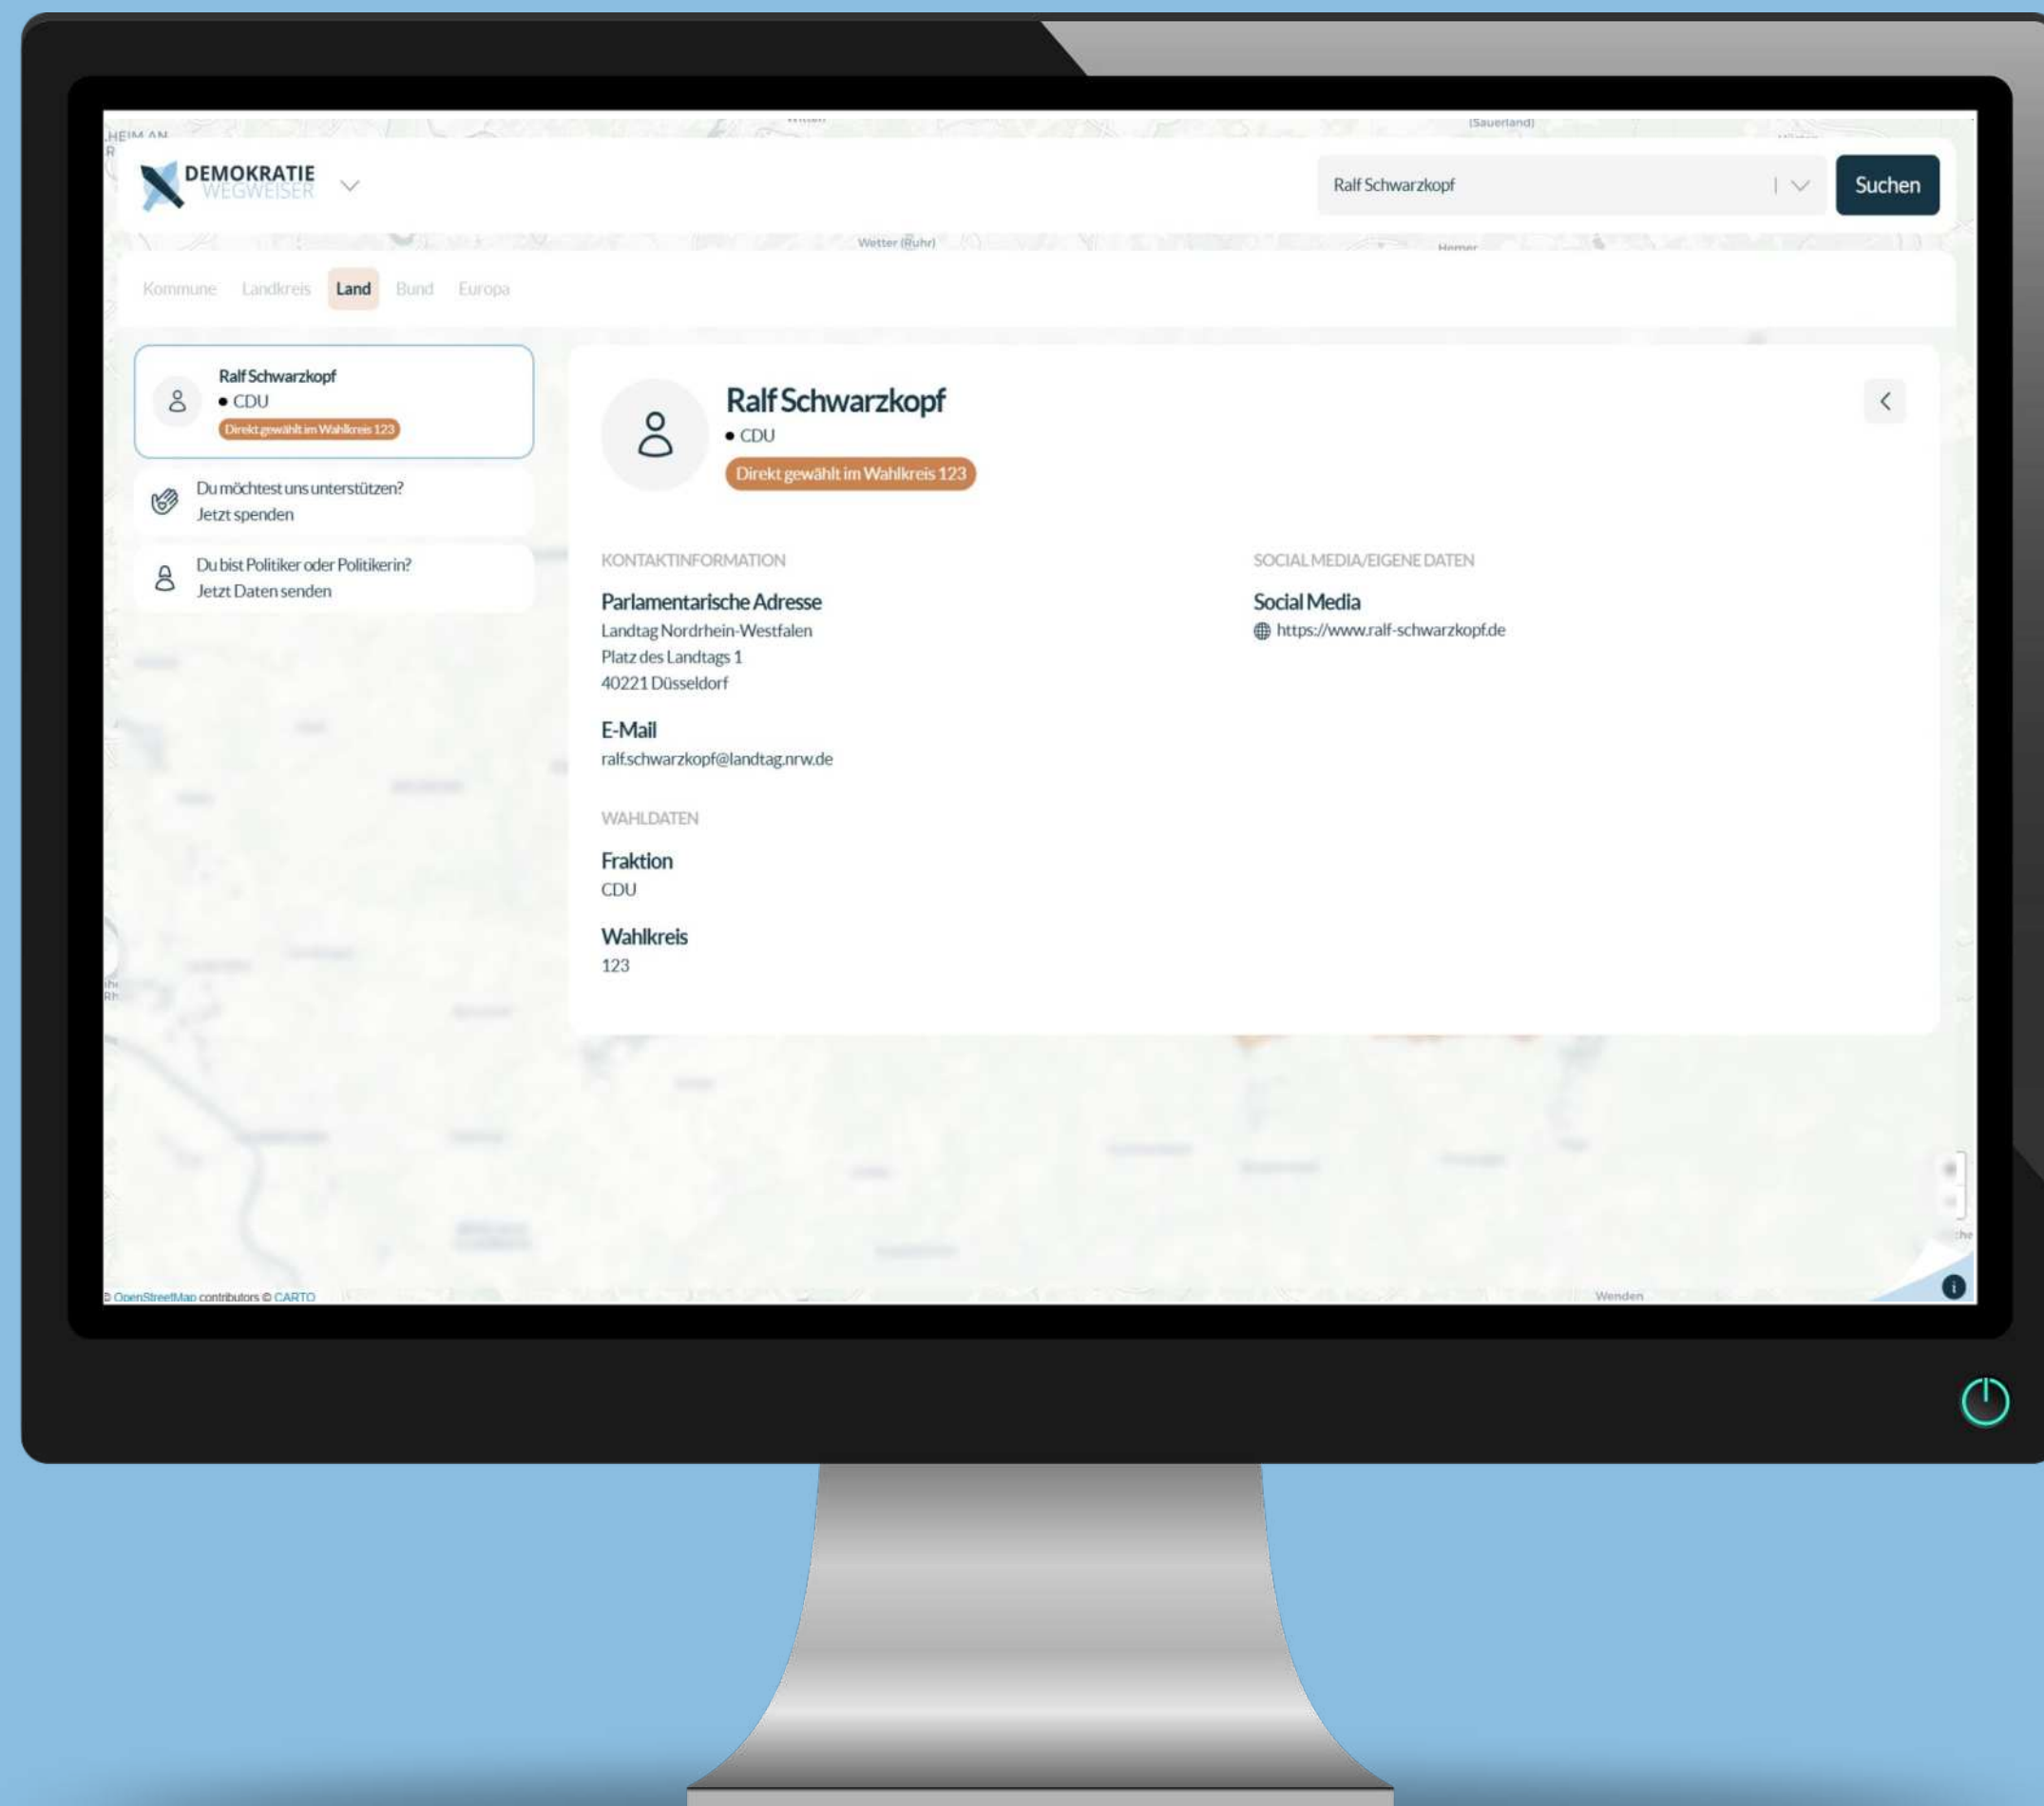 (Sauerland)
HEIM AN
R
DEMOKRATIE
WEGWEISER
Ralf Schwarzkopf
Suchen
Wetter (Ruhr)
Hemer
Kommune Landkreis Land Bund Europa
Ralf Schwarzkopf
• CDU
Direkt gewählt im Wahlkreis 123
Du möchtest uns unterstützen?
Jetzt spenden
Du bist Politiker oder Politikerin?
Jetzt Daten senden
Ralf Schwarzkopf
• CDU
Direkt gewählt im Wahlkreis 123
KONTAKTINFORMATION
Parlamentarische Adresse
Landtag Nordrhein-Westfalen
Platz des Landtags 1
40221 Düsseldorf
E-Mail
ralf.schwarzkopf@landtag.nrw.de
WAHLDATEN
Fraktion
CDU
Wahlkreis
123
SOCIAL MEDIA/EIGENE DATEN
Social Media
https://www.ralf-schwarzkopf.de
© OpenStreetMap contributors © CARTO
Wenden